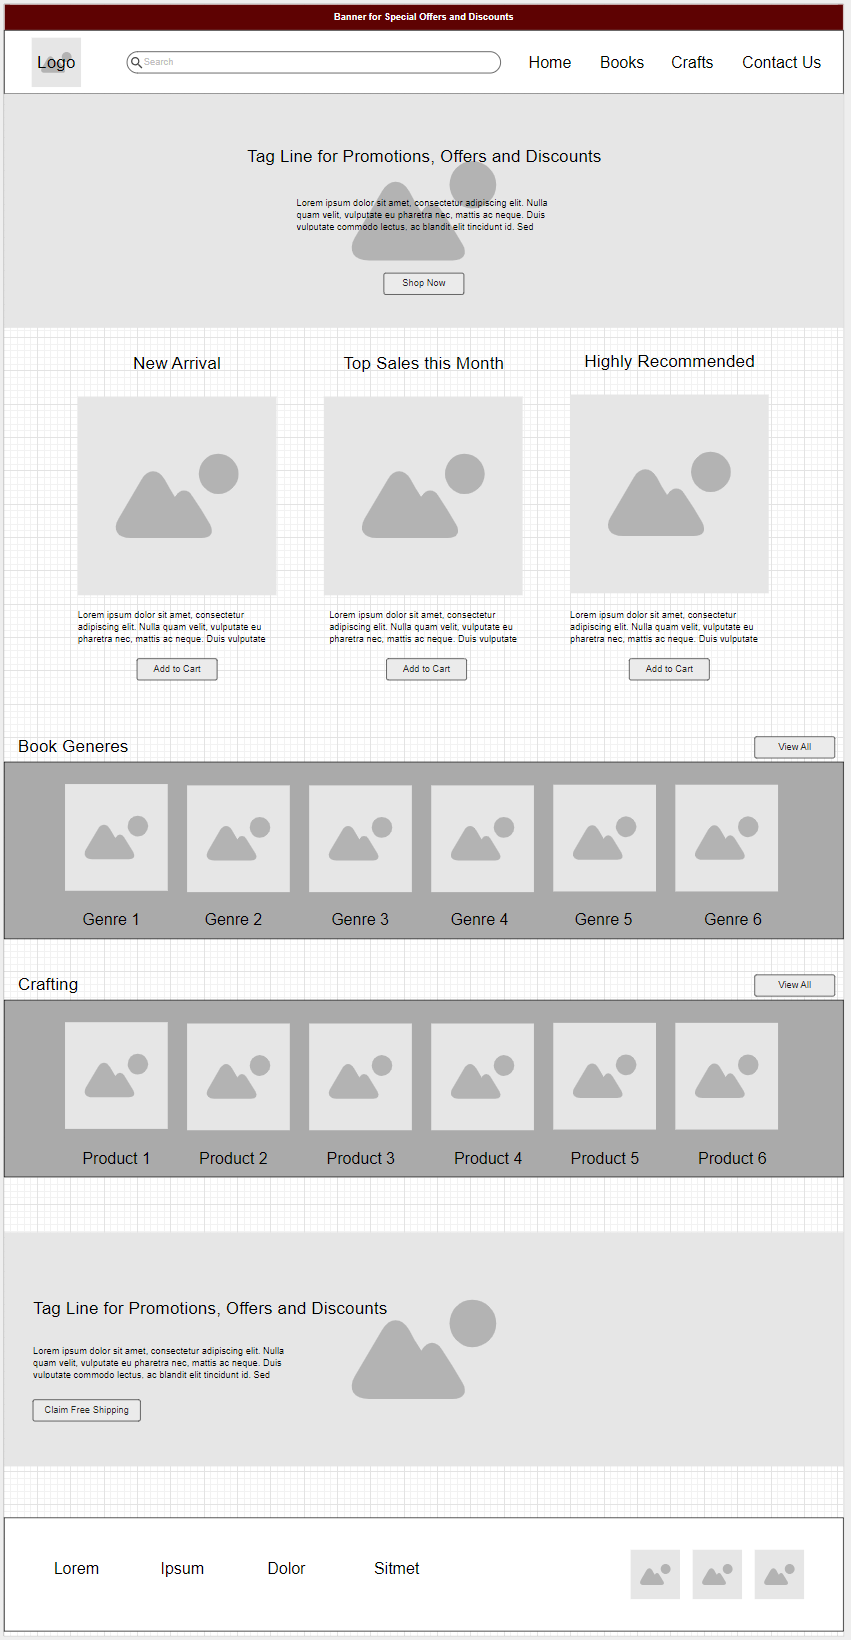 Banner for Special Offers and Discounts
Logo
Search
Home
Books
Crafts
Contact Us
Tag Line for Promotions, Offers and Discounts
Lorem ipsum dolor sit amet, consectetur adipiscing elit. Nulla
quam velit, vulputate eu pharetra nec, mattis ac neque. Duis
vulputate commodo lectus, ac blandit elit tincidunt id. Sed
Shop Now
New Arrival
Top Sales this Month
Highly Recommended
Lorem ipsum dolor sit amet, consectetur
adipiscing elit. Nulla quam velit, vulputate eu
pharetra nec, mattis ac neque. Duis vulputate
Lorem ipsum dolor sit amet, consectetur
adipiscing elit. Nulla quam velit, vulputate eu
pharetra nec, mattis ac neque. Duis vulputate
Lorem ipsum dolor sit amet, consectetur
adipiscing elit. Nulla quam velit, vulputate eu
pharetra nec, mattis ac neque. Duis vulputate
Add to Cart
Add to Cart
Add to Cart
Book Generes
View All
Genre 1
Genre 2
Genre 3
Genre 4
Genre 5
Genre 6
Crafting
View All
Product 1
Product 2
Product 3
Product 4
Product 5
Product 6
Tag Line for Promotions, Offers and Discounts
Lorem ipsum dolor sit amet, consectetur adipiscing elit. Nulla
quam velit, vulputate eu pharetra nec, mattis ac neque. Duis
vulputate commodo lectus, ac blandit elit tincidunt id. Sed
Claim Free Shipping
Lorem
Ipsum
Dolor
Sitmet